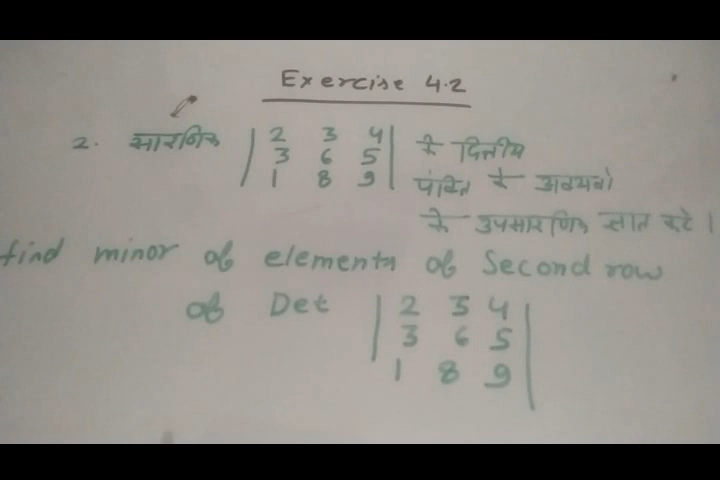 Exercise 4.2
2. सारणिक | 2 3 4 | के द्वितीय
| 3 6 5 | पंक्ति के अवयवो
| 1 8 9 | के उपसारणिक ज्ञात करे।
find minor of elements of Second row
of Det | 2 3 4 |
| 3 6 5 |
1 8 9 |